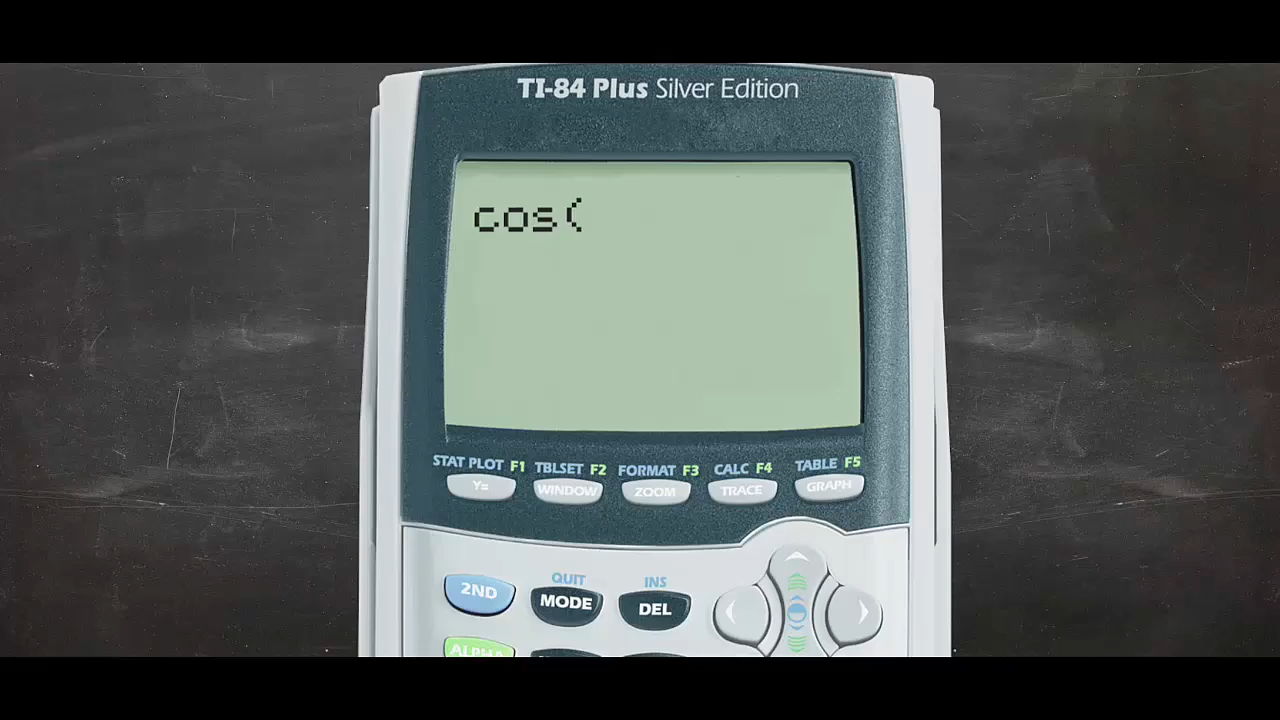 TI-84 Plus Silver Edition
cos(
STAT PLOT F1 TBLSET F2 FORMAT F3 CALC F4 TABLE F5
Y= WINDOW ZOOM TRACE GRAPH
QUIT INS
2ND MODE DEL
ALPHA